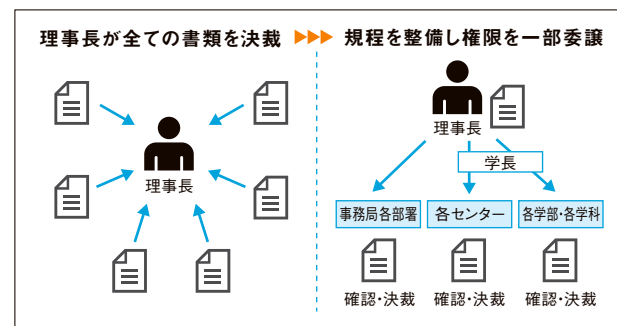 理事長が全ての書類を決裁 ▶▶▶ 規程を整備し権限を一部委譲
理事長
理事長
学長
事務局各部署 各センター 各学部・各学科
確認・決裁 確認・決裁 確認・決裁